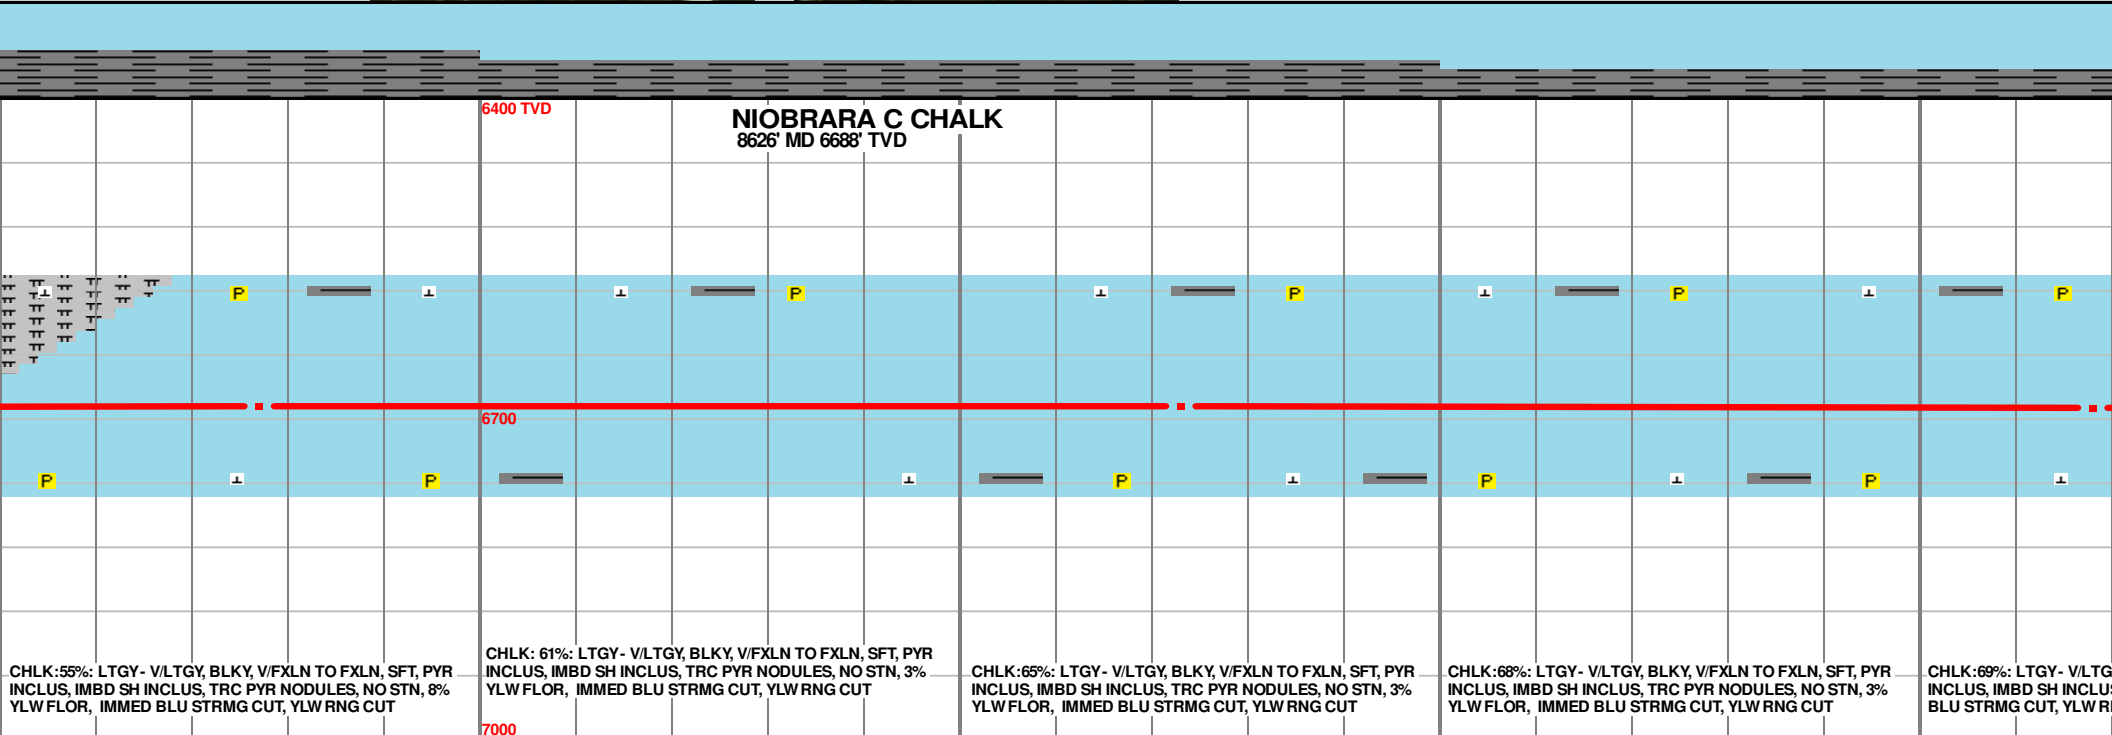 6400 TVD
NIOBRARA C CHALK
8626' MD 6688' TVD
P
P
P
P
P
6700
P
P
P
P
P
CHLK:55%: LTGY- V/LTGY, BLKY, V/FXLN TO FXLN, SFT, PYR
INCLUS, IMBD SH INCLUS, TRC PYR NODULES, NO STN, 8%
YLW FLOR, IMMED BLU STRMG CUT, YLW RNG CUT
CHLK: 61%: LTGY- V/LTGY, BLKY, V/FXLN TO FXLN, SFT, PYR
INCLUS, IMBD SH INCLUS, TRC PYR NODULES, NO STN, 3%
YLW FLOR, IMMED BLU STRMG CUT, YLW RNG CUT
CHLK:65%: LTGY- V/LTGY, BLKY, V/FXLN TO FXLN, SFT, PYR
INCLUS, IMBD SH INCLUS, TRC PYR NODULES, NO STN, 3%
YLW FLOR, IMMED BLU STRMG CUT, YLW RNG CUT
CHLK:68%: LTGY- V/LTGY, BLKY, V/FXLN TO FXLN, SFT, PYR
INCLUS, IMBD SH INCLUS, TRC PYR NODULES, NO STN, 3%
YLW FLOR, IMMED BLU STRMG CUT, YLW RNG CUT
CHLK:69%: LTGY- V/LTG
INCLUS, IMBD SH INCLUS
BLU STRMG CUT, YLW R
7000